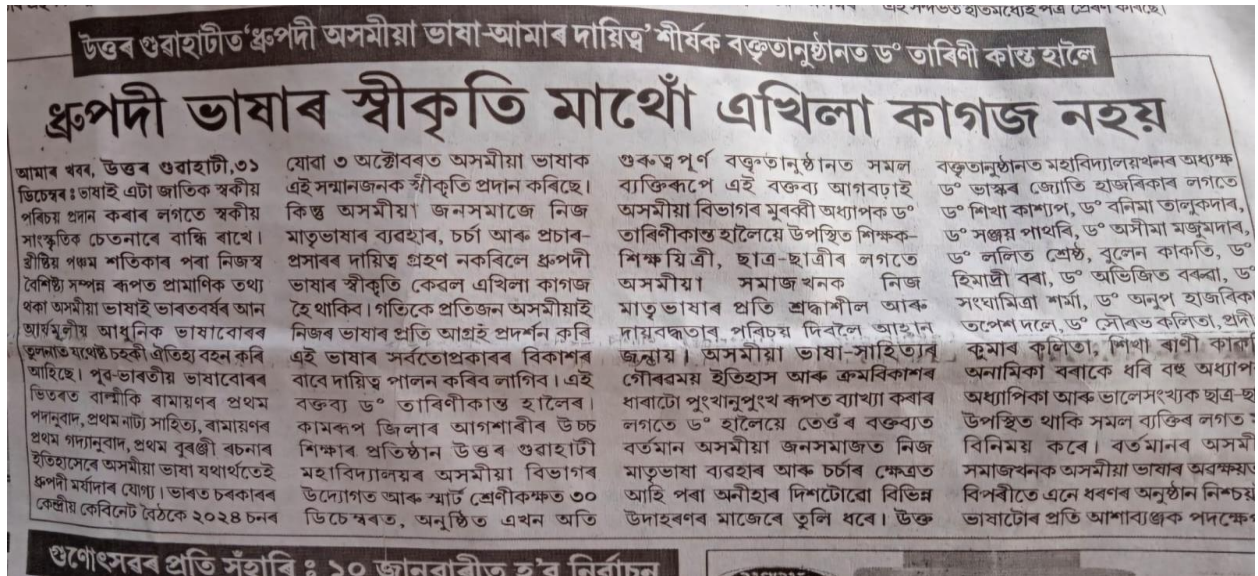 এই সন্দৰ্ভত ইতিমধ্যেই পত্ৰ প্ৰেৰণ কৰিছে।
উত্তৰ গুৱাহাটীত‘ধ্ৰুপদী অসমীয়া ভাষা-আমাৰ দায়িত্ব’ শীৰ্ষক বক্তৃতানুষ্ঠানত ড° তাৰিণী কান্ত হালৈ
ধ্ৰুপদী ভাষাৰ স্বীকৃতি মাথোঁ এখিলা কাগজ নহয়
আমাৰ খবৰ, উত্তৰ গুৱাহাটী,৩১
ডিচেম্বৰ : ভাষাই এটা জাতিক স্বকীয়
পৰিচয় প্ৰদান কৰাৰ লগতে স্বকীয়
সাংস্কৃতিক চেতনাৰে বান্ধি ৰাখে।
খ্ৰীষ্টিয় পঞ্চম শতিকাৰ পৰা নিজস্ব
বৈশিষ্ট্য সম্পন্ন ৰূপত প্ৰামাণিক তথ্য
থকা অসমীয়া ভাষাই ভাৰতবৰ্ষৰ আন
আৰ্যমূলীয় আধুনিক ভাষাবোৰৰ
তুলনাত যথেষ্ট চহকী ঐতিহ্য বহন কৰি
আহিছে। পূব-ভাৰতীয় ভাষাবোৰৰ
ভিতৰত বাল্মীকি ৰামায়ণৰ প্ৰথম
পদানুবাদ, প্ৰথম নাট্য সাহিত্য, ৰামায়ণৰ
প্ৰথম গদ্যানুবাদ, প্ৰথম বুৰঞ্জী ৰচনাৰ
ইতিহাসেৰে অসমীয়া ভাষা যথাৰ্থতেই
ধ্ৰুপদী মৰ্যাদাৰ যোগ্য। ভাৰত চৰকাৰৰ
কেন্দ্ৰীয় কেবিনেট বৈঠকে ২০২৪ চনৰ
যোৱা ৩ অক্টোবৰত অসমীয়া ভাষাক
এই সন্মানজনক স্বীকৃতি প্ৰদান কৰিছে।
কিন্তু অসমীয়া জনসমাজে নিজ
মাতৃভাষাৰ ব্যৱহাৰ, চৰ্চা আৰু প্ৰচাৰ-
প্ৰসাৰৰ দায়িত্ব গ্ৰহণ নকৰিলে ধ্ৰুপদী
ভাষাৰ স্বীকৃতি কেৱল এখিলা কাগজ
হৈ থাকিব। গতিকে প্ৰতিজন অসমীয়াই
নিজৰ ভাষাৰ প্ৰতি আগ্ৰহ প্ৰদৰ্শন কৰি
এই ভাষাৰ সৰ্বতোপ্ৰকাৰৰ বিকাশৰ
বাবে দায়িত্ব পালন কৰিব লাগিব। এই
বক্তব্য ড° তাৰিণীকান্ত হালৈৰ।
কামৰূপ জিলাৰ আগশাৰীৰ উচ্চ
শিক্ষাৰ প্ৰতিষ্ঠান উত্তৰ গুৱাহাটী
মহাবিদ্যালয়ৰ অসমীয়া বিভাগৰ
উদ্যোগত আৰু স্মাৰ্ট শ্ৰেণীকক্ষত ৩০
ডিচেম্বৰত, অনুষ্ঠিত এখন অতি
গুৰুত্বপূৰ্ণ বক্তৃতানুষ্ঠানত সমল
ব্যক্তিৰূপে এই বক্তব্য আগবঢ়াই
অসমীয়া বিভাগৰ মুৰব্বী অধ্যাপক ড°
তাৰিণীকান্ত হালৈয়ে উপস্থিত শিক্ষক-
শিক্ষয়িত্ৰী, ছাত্ৰ-ছাত্ৰীৰ লগতে
অসমীয়া সমাজখনক নিজ
মাতৃভাষাৰ প্ৰতি শ্ৰদ্ধাশীল আৰু
দায়বদ্ধতাৰ পৰিচয় দিবলৈ আহ্বান
জনায়। অসমীয়া ভাষা-সাহিত্যৰ
গৌৰৱময় ইতিহাস আৰু ক্ৰমবিকাশৰ
ধাৰাটো পুংখানুপুংখ ৰূপত ব্যাখ্যা কৰাৰ
লগতে ড° হালৈয়ে তেওঁৰ বক্তব্যত
বৰ্তমান অসমীয়া জনসমাজত নিজ
মাতৃভাষা ব্যৱহাৰ আৰু চৰ্চাৰ ক্ষেত্ৰত
আহি পৰা অনীহাৰ দিশটোৱো বিভিন্ন
উদাহৰণৰ মাজেৰে তুলি ধৰে। উক্ত
বক্তৃতানুষ্ঠানত মহাবিদ্যালয়খনৰ অধ্যক্ষ
ড° ভাস্কৰ জ্যোতি হাজৰিকাৰ লগতে
ড° শিখা কাশ্যপ, ড° বনিমা তালুকদাৰ,
ড° সঞ্জয় পাথৰি, ড° অসীমা মজুমদাৰ,
ড° ললিত শ্ৰেষ্ঠ, বুলেন কাকতি, ড°
হিমাদ্ৰী বৰা, ড° অভিজিত বৰুৱা, ড°
সংঘামিত্ৰা শৰ্মা, ড° অনুপ হাজৰিক
তপেশ দলে, ড° সৌৰভ কলিতা, প্ৰদী
কুমাৰ কলিতা, শিখা ৰাণী কাক
অনামিকা বৰাকে ধৰি বহু অধ্যাপ
অধ্যাপিকা আৰু ভালেসংখ্যক ছাত্ৰ-ছা
উপস্থিত থাকি সমল ব্যক্তিৰ লগত
বিনিময় কৰে। বৰ্তমানৰ অসমী
সমাজখনক অসমীয়া ভাষাৰ অৱক্ষয়
বিপৰীতে এনে ধৰণৰ অনুষ্ঠান নিশ্চয়
ভাষাটোৰ প্ৰতি আশাব্যঞ্জক পদক্ষে
গুণোৎসৱৰ প্ৰতি সঁহাৰি : ১০ জানুৱাৰীত হ'ব নিৰ্বাচন